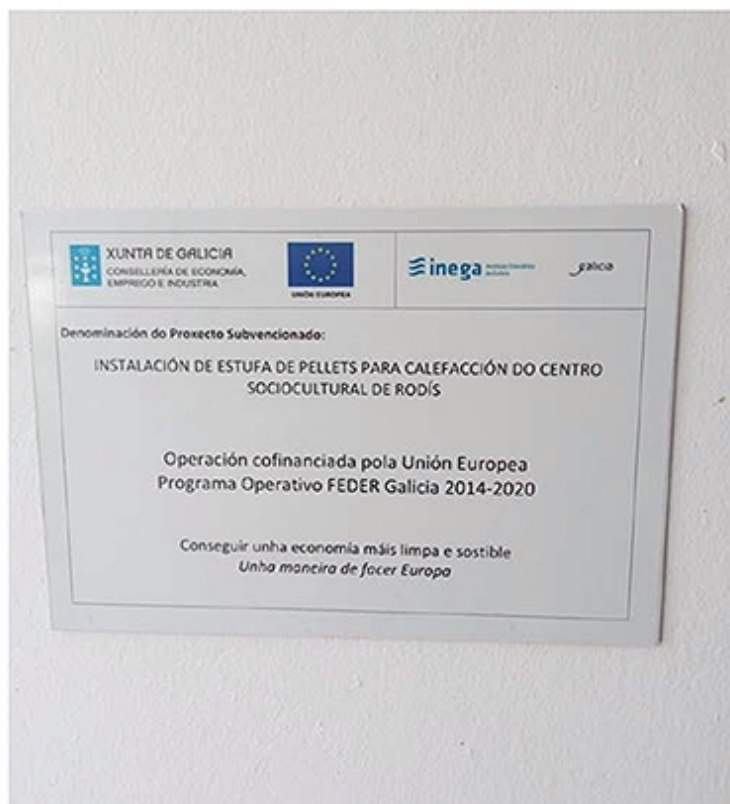 XUNTA DE GALICIA
CONSELLERÍA DE ECONOMÍA,
EMPREGO E INDUSTRIA
UNIÓN EUROPEA
inega
galicia
Denominación do Proxecto Subvencionado:
INSTALACIÓN DE ESTUFA DE PELLETS PARA CALEFACCIÓN DO CENTRO
SOCIOCULTURAL DE RODÍS
Operación cofinanciada pola Unión Europea
Programa Operativo FEDER Galicia 2014-2020
Conseguir unha economía máis limpa e sostible
Unha maneira de facer Europa